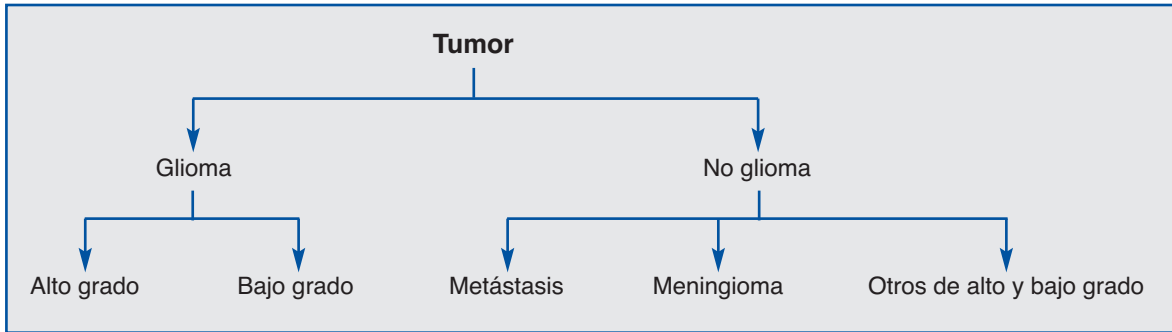 Tumor
Glioma
No glioma
Alto grado
Bajo grado
Metástasis
Meningioma
Otros de alto y bajo grado